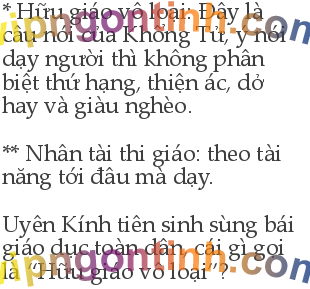 * Hữu giáo vô loại: Đây là
câu nói của Khổng Tử, ý nói
dạy người thì không phân
biệt thứ hạng, thiện ác, dở
hay và giàu nghèo.
** Nhân tài thi giáo: theo tài
năng tới đâu mà dạy.
Uyên Kính tiên sinh sùng bái
giáo dục toàn dân, cái gì gọi
là “Hữu giáo vô loại”?